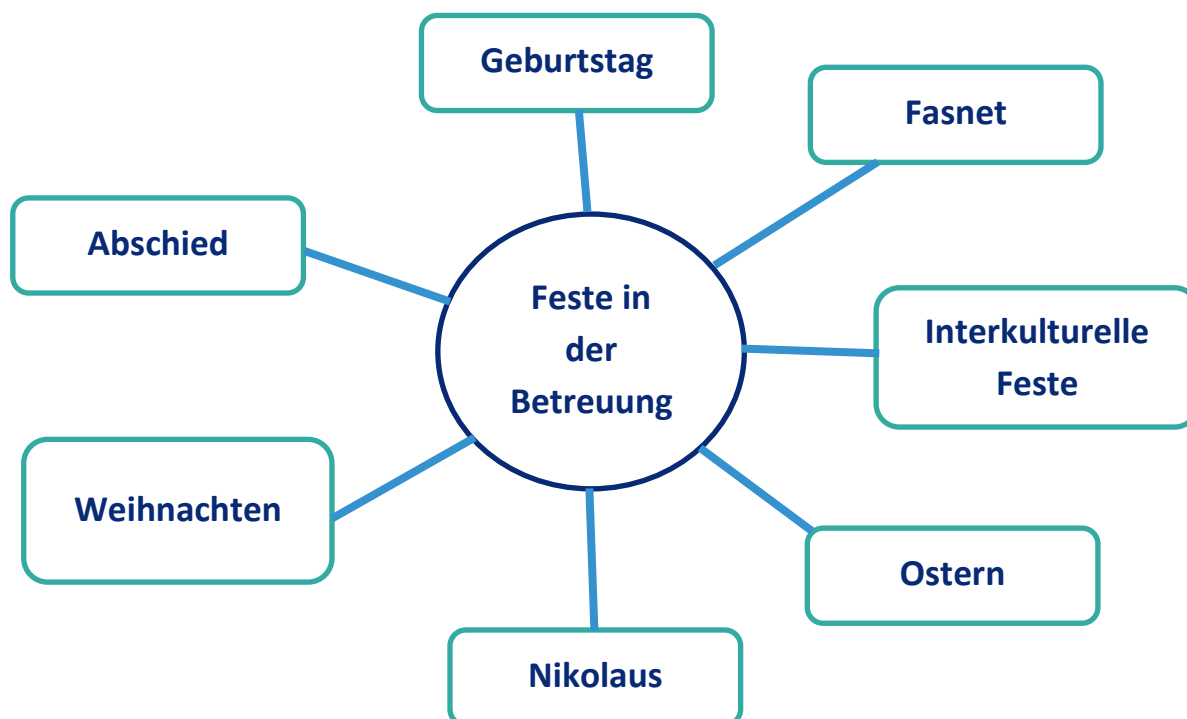 Geburtstag
Fasnet
Abschied
Feste in
der
Betreuung
Interkulturelle
Feste
Weihnachten
Ostern
Nikolaus